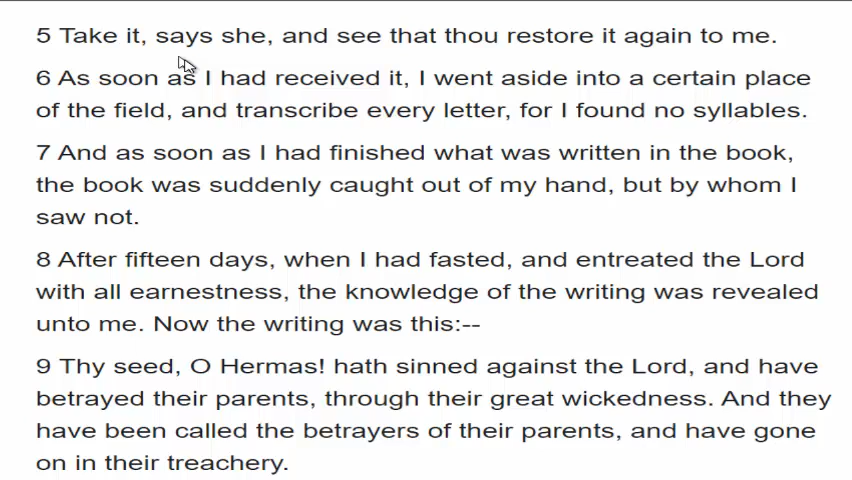 5 Take it, says she, and see that thou restore it again to me.
6 As soon as I had received it, I went aside into a certain place
of the field, and transcribe every letter, for I found no syllables.
7 And as soon as I had finished what was written in the book,
the book was suddenly caught out of my hand, but by whom I
saw not.
8 After fifteen days, when I had fasted, and entreated the Lord
with all earnestness, the knowledge of the writing was revealed
unto me. Now the writing was this:--
9 Thy seed, O Hermas! hath sinned against the Lord, and have
betrayed their parents, through their great wickedness. And they
have been called the betrayers of their parents, and have gone
on in their treachery.